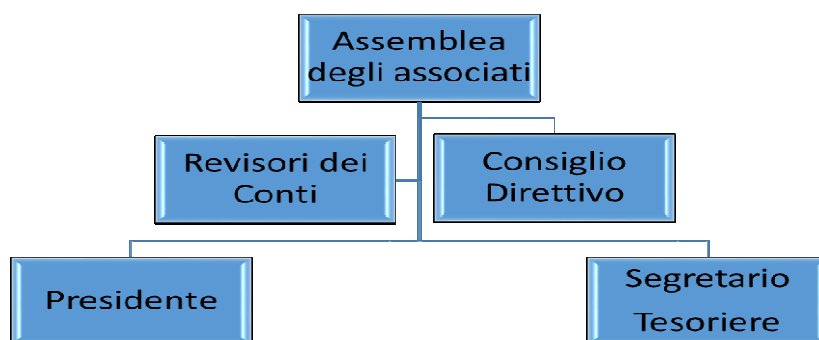 Assemblea
degli associati
Revisori dei
Conti
Consiglio
Direttivo
Presidente
Segretario
Tesoriere